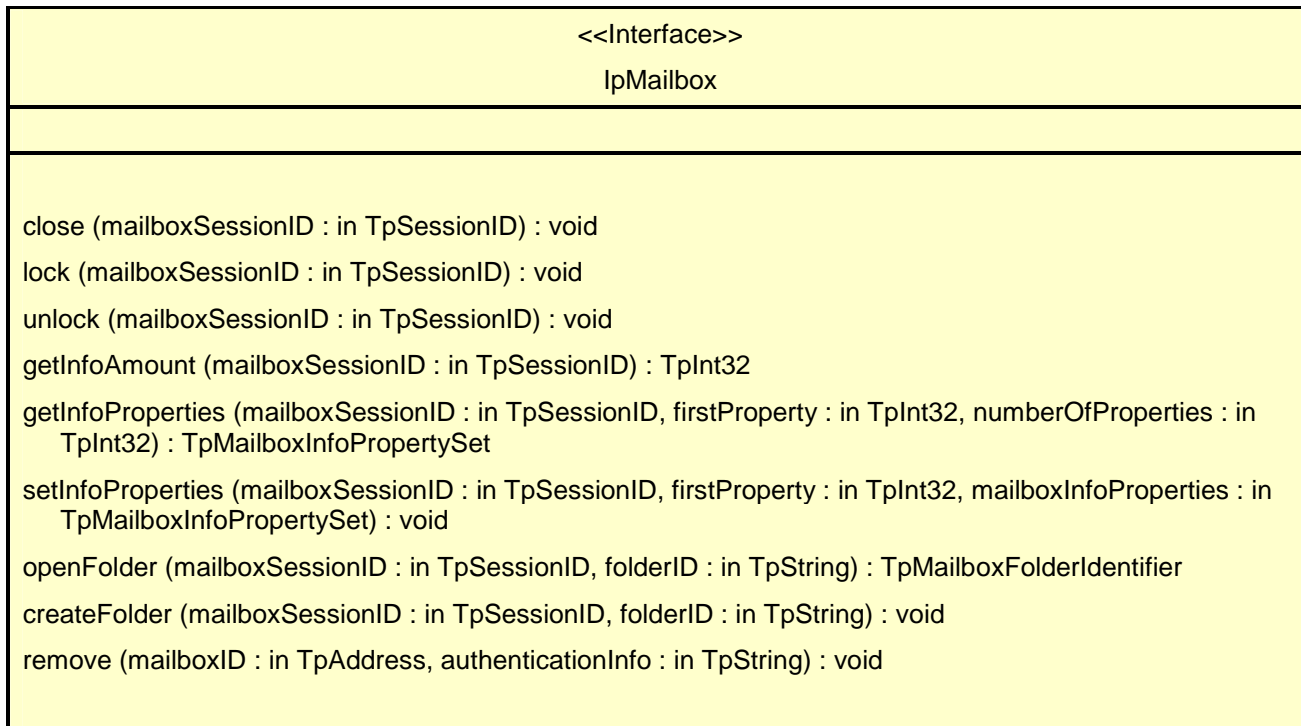 <<Interface>>
IpMailbox
close (mailboxSessionID : in TpSessionID) : void
lock (mailboxSessionID : in TpSessionID) : void
unlock (mailboxSessionID : in TpSessionID) : void
getInfoAmount (mailboxSessionID : in TpSessionID) : TpInt32
getInfoProperties (mailboxSessionID : in TpSessionID, firstProperty : in TpInt32, numberOfProperties : in
TpInt32) : TpMailboxInfoPropertySet
setInfoProperties (mailboxSessionID : in TpSessionID, firstProperty : in TpInt32, mailboxInfoProperties : in
TpMailboxInfoPropertySet) : void
openFolder (mailboxSessionID : in TpSessionID, folderID : in TpString) : TpMailboxFolderIdentifier
createFolder (mailboxSessionID : in TpSessionID, folderID : in TpString) : void
remove (mailboxID : in TpAddress, authenticationInfo : in TpString) : void